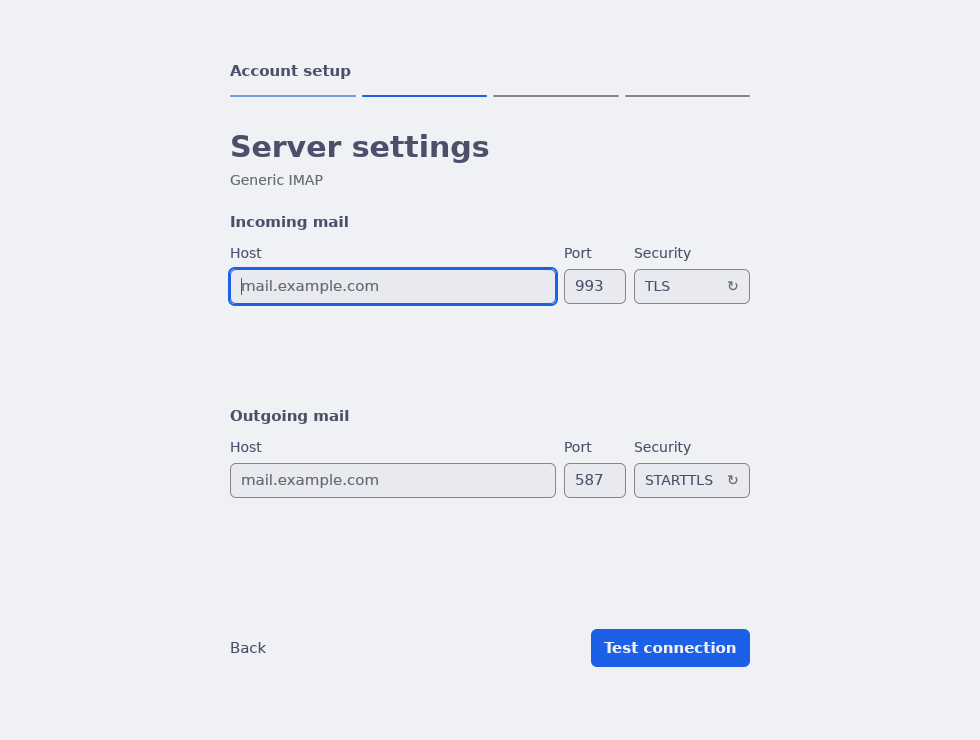 Account setup
Server settings
Generic IMAP
Incoming mail
Host Port Security
mail.example.com 993 TLS ↻
Outgoing mail
Host Port Security
mail.example.com 587 STARTTLS ↻
Back Test connection